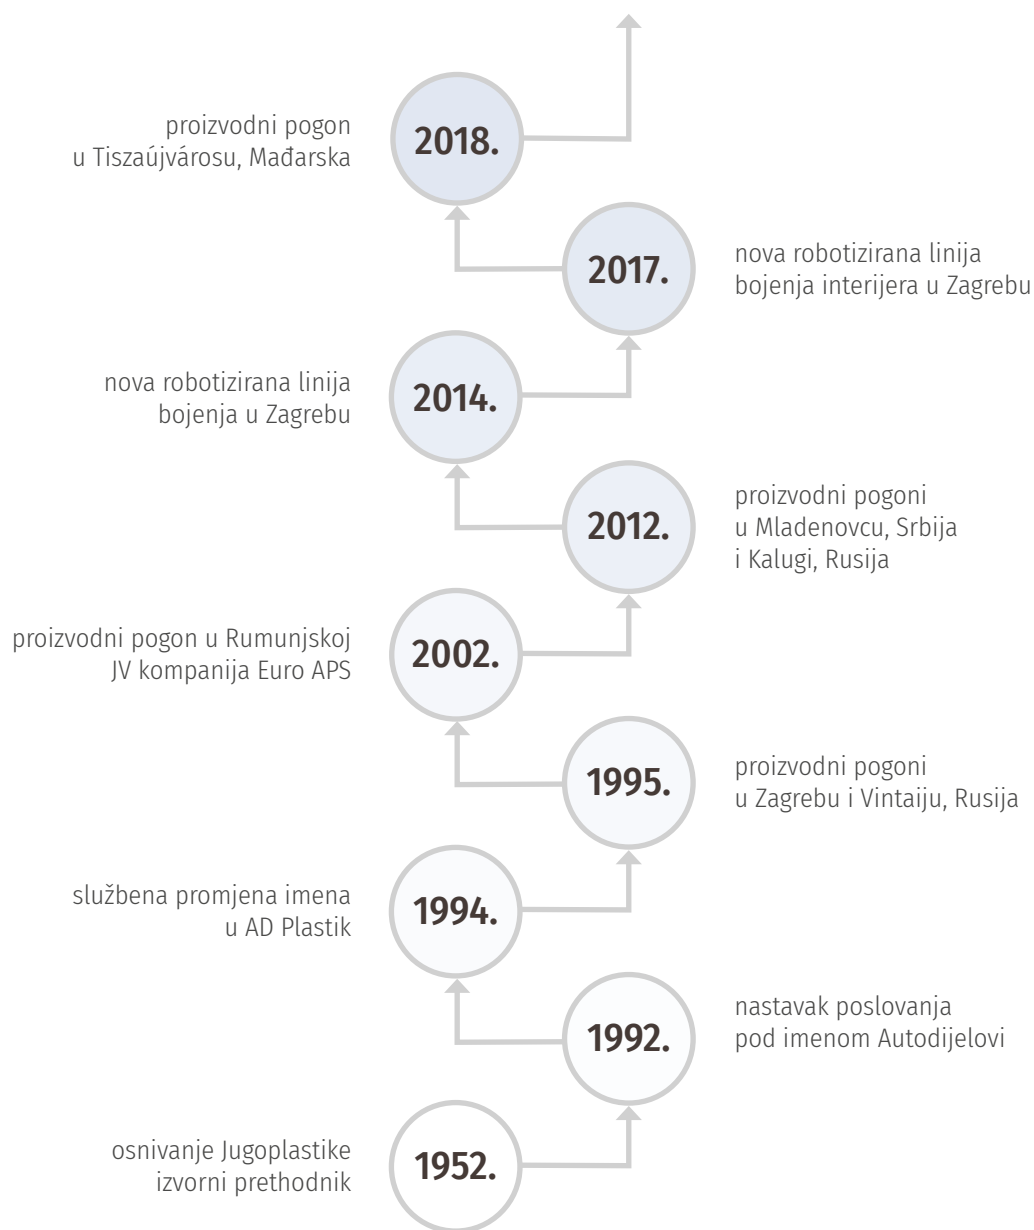 proizvodni pogon
u Tiszaújvárosu, Mađarska
2018.
2017.
nova robotizirana linija
bojenja interijera u Zagrebu
nova robotizirana linija
bojenja u Zagrebu
2014.
2012.
proizvodni pogoni
u Mladenovcu, Srbija
i Kalugi, Rusija
proizvodni pogon u Rumunjskoj
JV kompanija Euro APS
2002.
1995.
proizvodni pogoni
u Zagrebu i Vintaiju, Rusija
službena promjena imena
u AD Plastik
1994.
1992.
nastavak poslovanja
pod imenom Autodijelovi
osnivanje Jugoplastike
izvorni prethodnik
1952.